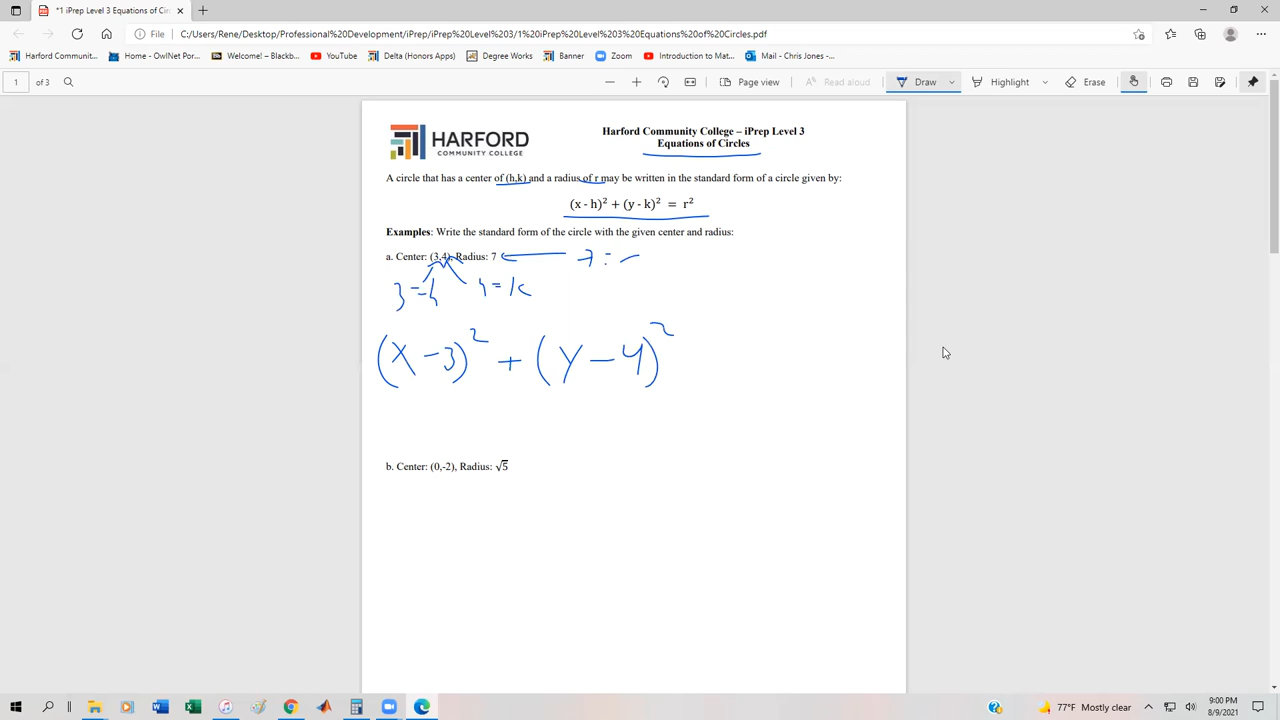 *1 iPrep Level 3 Equations of Cir
File
C:/Users/Rene/Desktop/Professional%20Development/iPrep/iPrep%20Level%203/1%20iPrep%20Level%203%20Equations%20of%20Circles.pdf
Harford Communit... Home - OwlNet Por... Welcome! – Blackb... YouTube Delta (Honors Apps) Degree Works Banner Zoom Introduction to Mat... Mail - Chris Jones -...
1 of 3 Page view Read aloud Draw Highlight Erase
HARFORD
COMMUNITY COLLEGE
Harford Community College – iPrep Level 3
Equations of Circles
A circle that has a center of (h,k) and a radius of r may be written in the standard form of a circle given by:
(x - h)² + (y - k)² = r²
Examples: Write the standard form of the circle with the given center and radius:
a. Center: (3,4), Radius: 7 7 = r
3 = h 4 = k
(x − 3)² + (y − 4)²
b. Center: (0,-2), Radius: √5
77°F Mostly clear
9:00 PM
8/9/2021